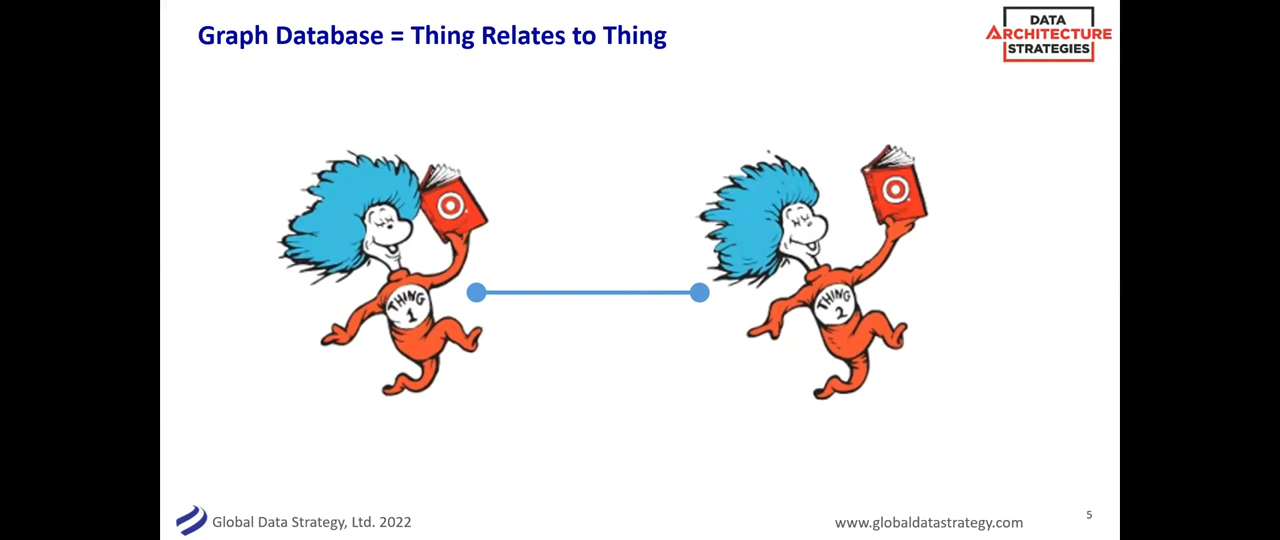 Graph Database = Thing Relates to Thing
DATA
ARCHITECTURE
STRATEGIES
THING
1
THING
2
Global Data Strategy, Ltd. 2022
www.globaldatastrategy.com
5